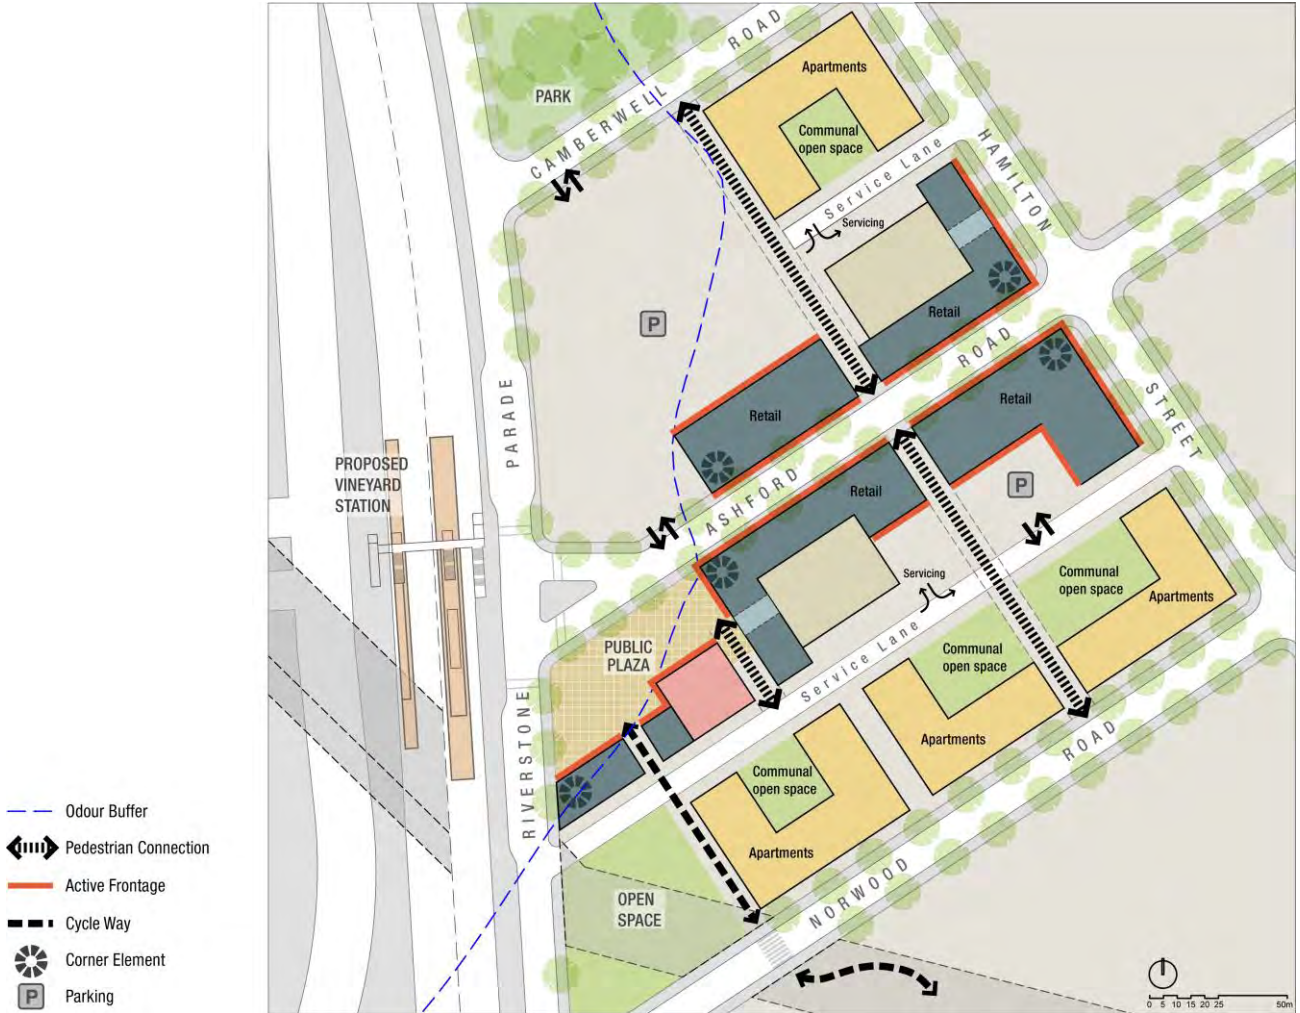 ROAD
Apartments
PARK
CAMBERWELL
Communal
open space
HAMILTON
Service Lane
Servicing
Retail
P
ROAD
Retail
Retail
STREET
PARADE
PROPOSED
VINEYARD
STATION
ASHFORD
Retail
P
Servicing
Communal
open space
Apartments
Service Lane
Communal
open space
PUBLIC
PLAZA
RIVERSTONE
Apartments
ROAD
Communal
open space
Apartments
NORWOOD
OPEN
SPACE
Odour Buffer
Pedestrian Connection
Active Frontage
Cycle Way
Corner Element
P Parking
0 5 10 15 20 25 50m